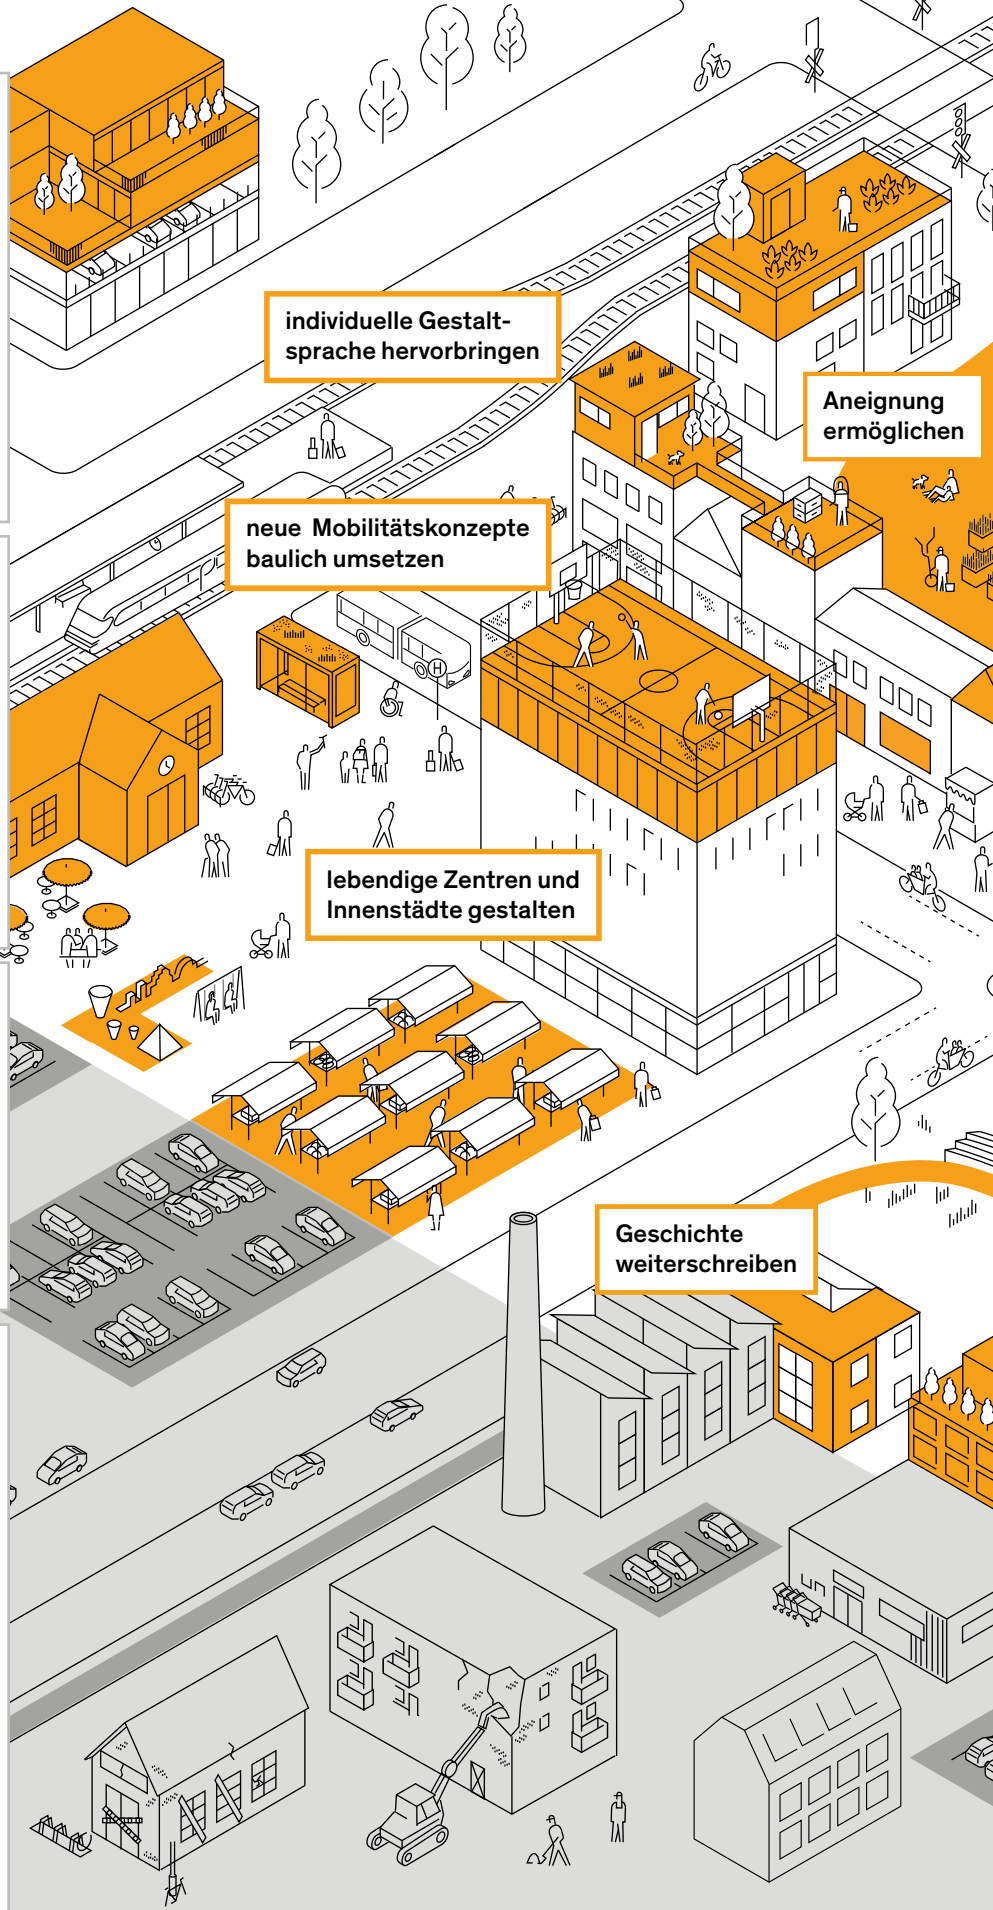 individuelle Gestalt-
sprache hervorbringen
Aneignung
ermöglichen
neue Mobilitätskonzepte
baulich umsetzen
H
lebendige Zentren und
Innenstädte gestalten
Geschichte
weiterschreiben